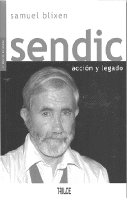 samuel blixen
sendic
acción y legado
TRILCE